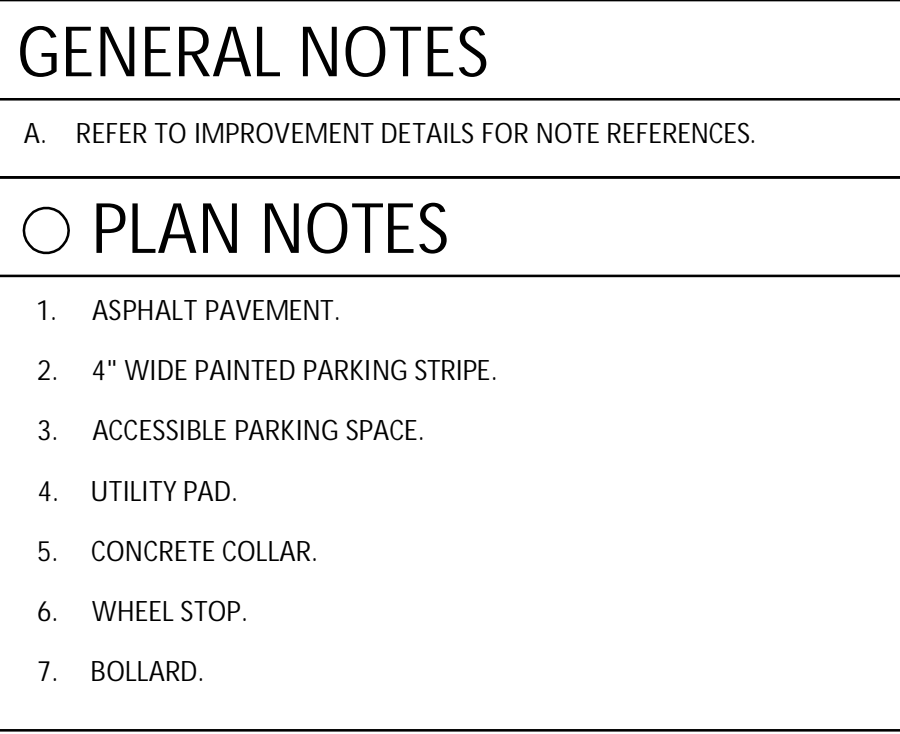 GENERAL NOTES
A. REFER TO IMPROVEMENT DETAILS FOR NOTE REFERENCES.
PLAN NOTES
1. ASPHALT PAVEMENT.
2. 4" WIDE PAINTED PARKING STRIPE.
3. ACCESSIBLE PARKING SPACE.
4. UTILITY PAD.
5. CONCRETE COLLAR.
6. WHEEL STOP.
7. BOLLARD.